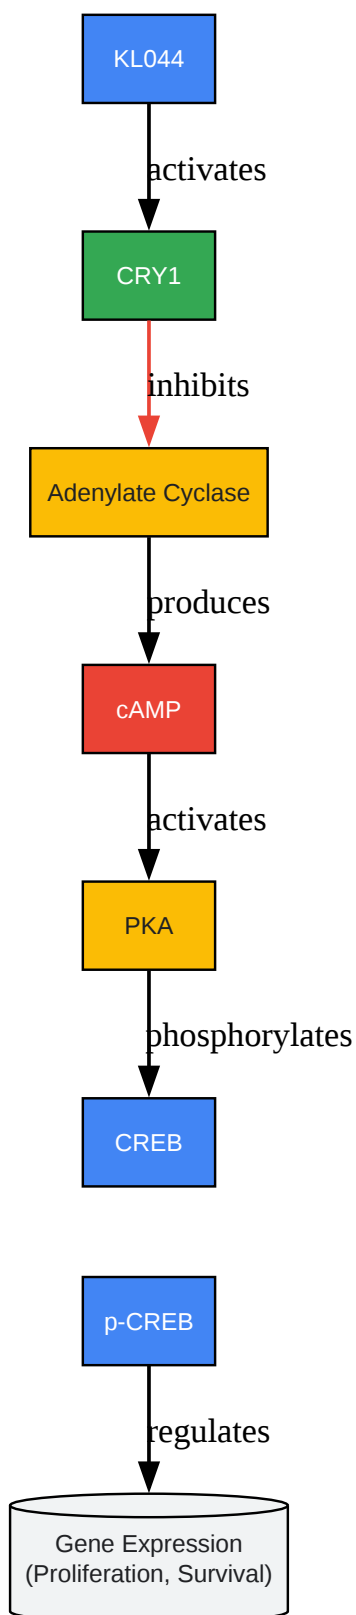 KL044
activates
CRY1
inhibits
Adenylate Cyclase
produces
cAMP
activates
PKA
phosphorylates
CREB
p-CREB
regulates
Gene Expression
(Proliferation, Survival)